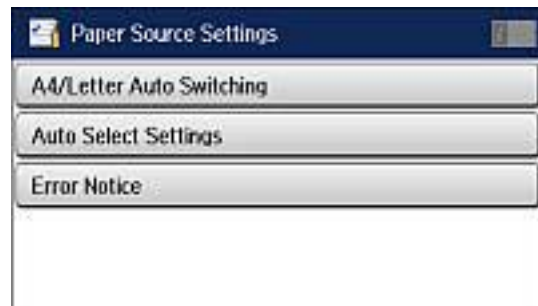 Paper Source Settings
A4/Letter Auto Switching
Auto Select Settings
Error Notice